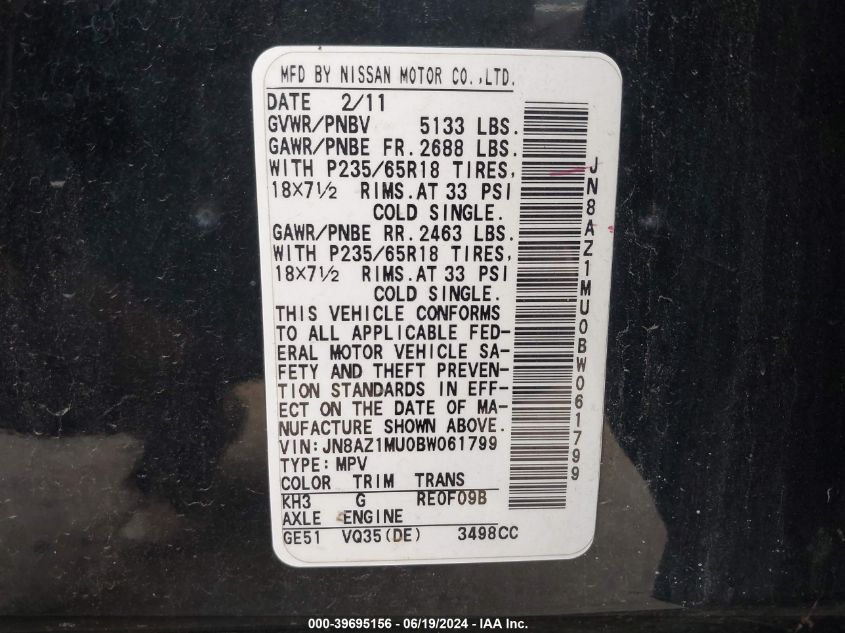 MFD BY NISSAN MOTOR CO.,LTD.
DATE 2/11
GVWR/PNBV 5133 LBS.
GAWR/PNBE FR.2688 LBS.
WITH P235/65R18 TIRES,
18×7½ RIMS.AT 33 PSI
COLD SINGLE.
GAWR/PNBE RR.2463 LBS.
WITH P235/65R18 TIRES,
18×7½ RIMS.AT 33 PSI
COLD SINGLE.
THIS VEHICLE CONFORMS
TO ALL APPLICABLE FED-
ERAL MOTOR VEHICLE SA-
FETY AND THEFT PREVEN-
TION STANDARDS IN EFF-
ECT ON THE DATE OF MA-
NUFACTURE SHOWN ABOVE.
VIN:JN8AZ1MU0BW061799
TYPE:MPV
COLOR TRIM TRANS
KH3 G RE0F09B
AXLE ENGINE
GE51 VQ35(DE) 3498CC
JN8AZ1MU0BW061799
000-39695156 - 06/19/2024 - IAA Inc.